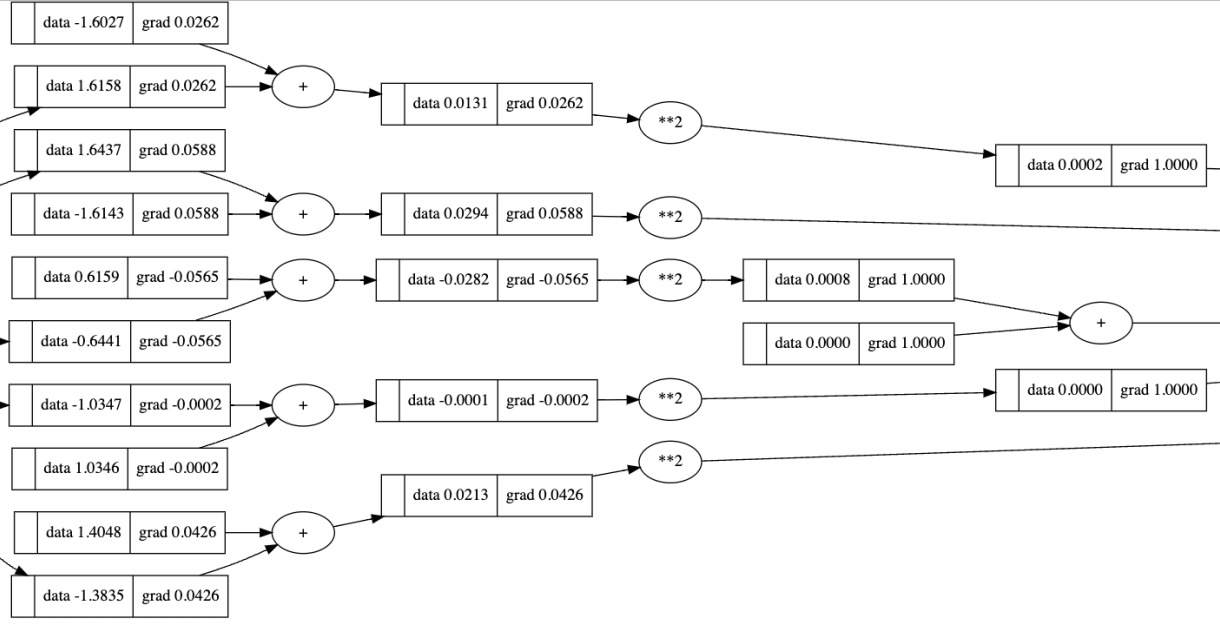 data -1.6027 grad 0.0262
data 1.6158 grad 0.0262
+
data 0.0131 grad 0.0262
**2
data 1.6437 grad 0.0588
data 0.0002 grad 1.0000
data -1.6143 grad 0.0588
+
data 0.0294 grad 0.0588
**2
data 0.6159 grad -0.0565
+
data -0.0282 grad -0.0565
**2
data 0.0008 grad 1.0000
data -0.6441 grad -0.0565
data 0.0000 grad 1.0000
+
data -1.0347 grad -0.0002
+
data -0.0001 grad -0.0002
**2
data 0.0000 grad 1.0000
data 1.0346 grad -0.0002
**2
data 0.0213 grad 0.0426
data 1.4048 grad 0.0426
+
data -1.3835 grad 0.0426